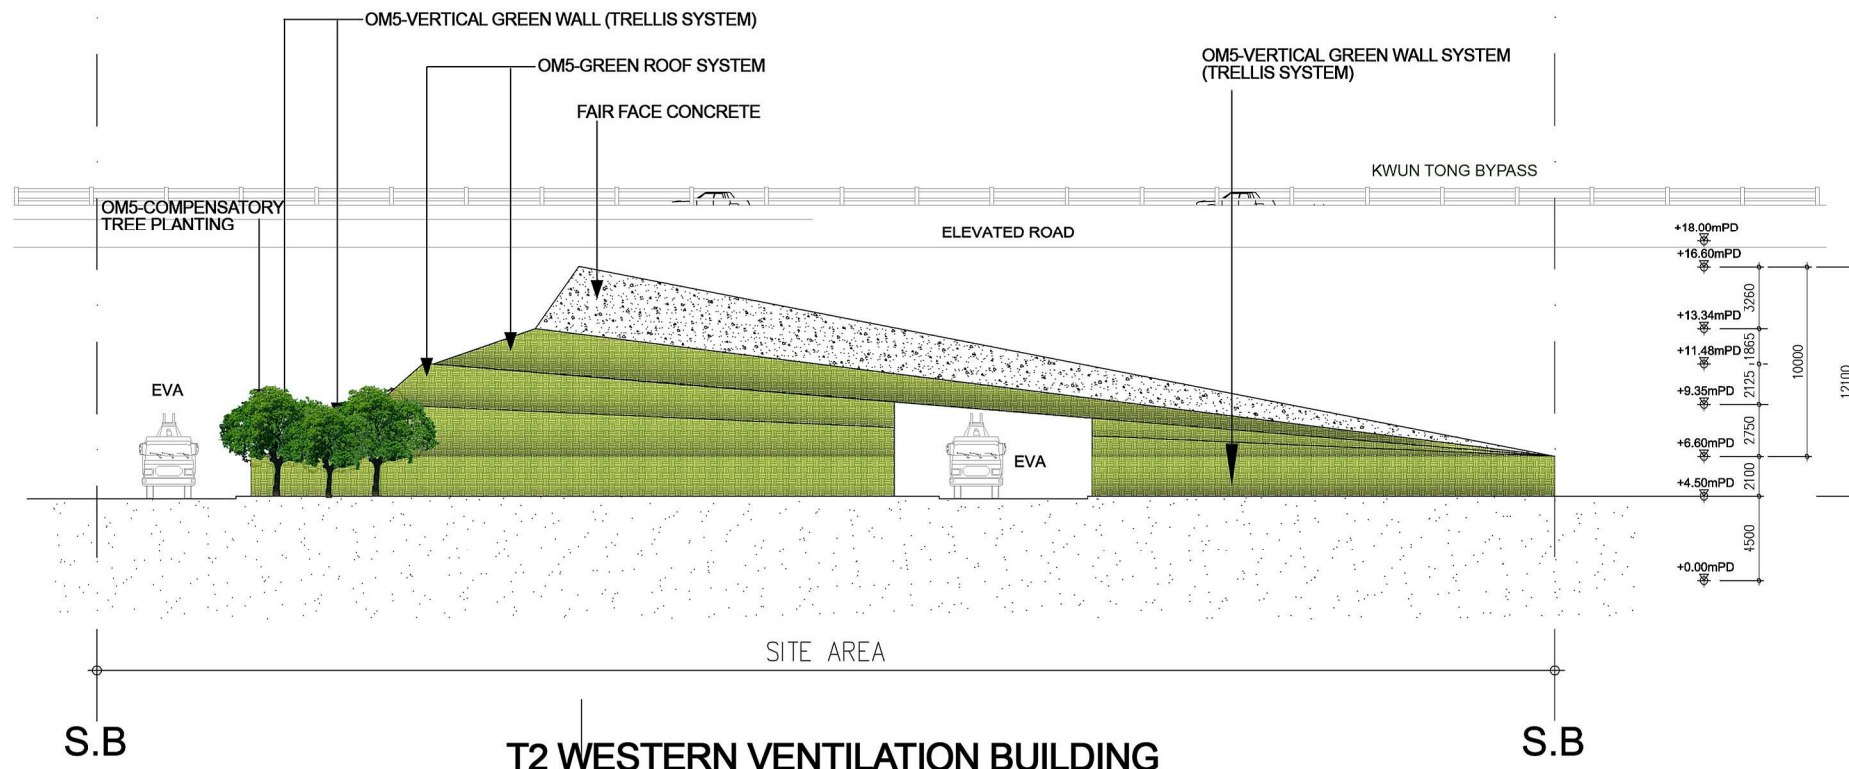 OM5-VERTICAL GREEN WALL (TRELLIS SYSTEM)
OM5-GREEN ROOF SYSTEM
OM5-VERTICAL GREEN WALL SYSTEM
(TRELLIS SYSTEM)
FAIR FACE CONCRETE
KWUN TONG BYPASS
OM5-COMPENSATORY
TREE PLANTING
ELEVATED ROAD
+18.00mPD
+16.60mPD
3260
+13.34mPD
1865
+11.48mPD
10000
2125
12100
EVA
+9.35mPD
2750
+6.60mPD
EVA
2100
+4.50mPD
4500
+0.00mPD
SITE AREA
S.B
S.B
T2 WESTERN VENTILATION BUILDING